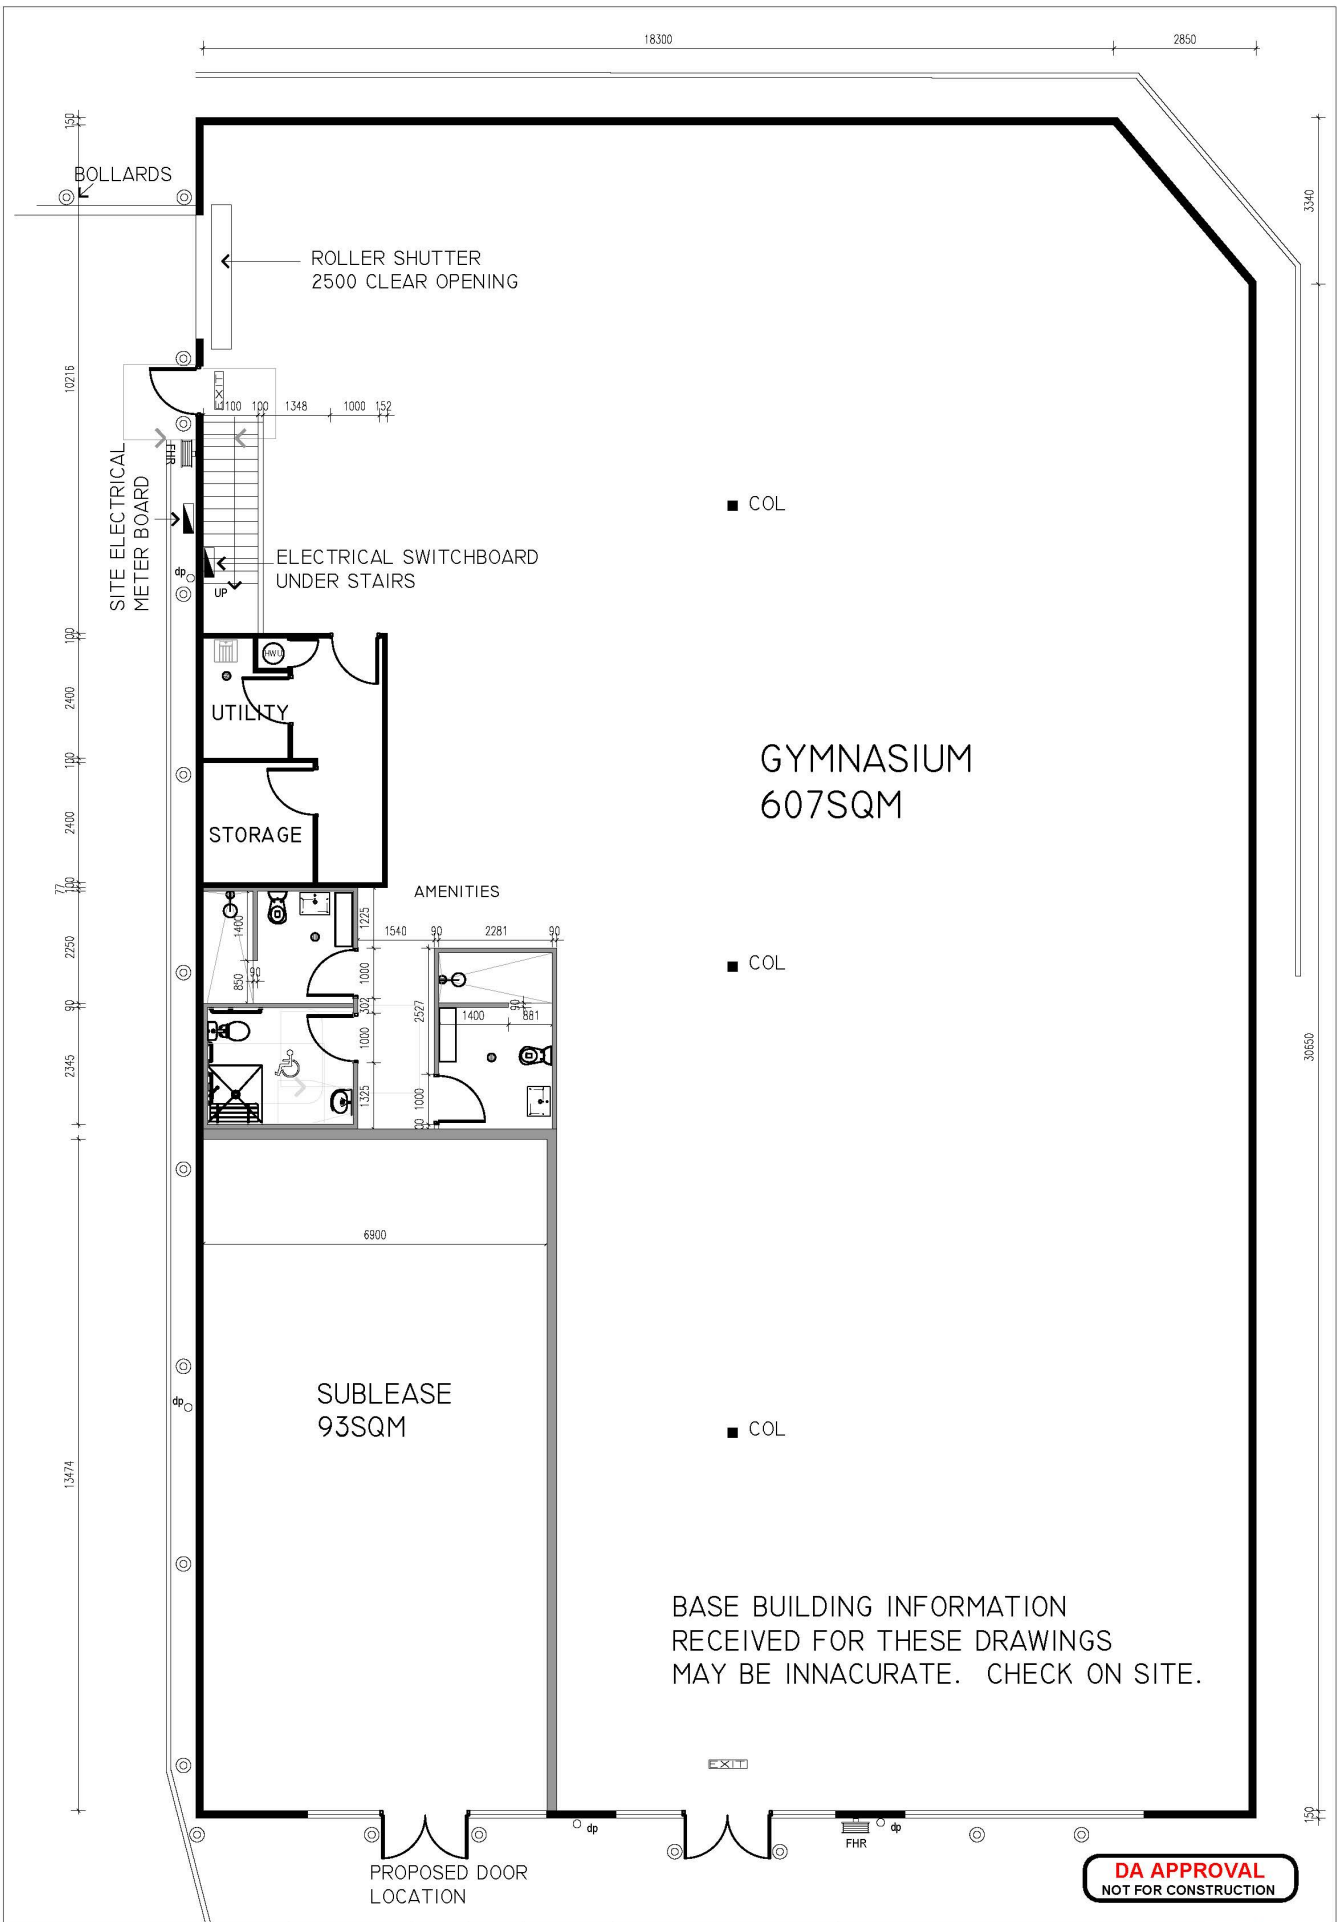 18300
2850
150
BOLLARDS
3340
ROLLER SHUTTER
2500 CLEAR OPENING
10216
EXIT
1100
100
1348
1000
152
FHR
SITE ELECTRICAL
METER BOARD
COL
ELECTRICAL SWITCHBOARD
UNDER STAIRS
dp
UP
100
HWU
2400
UTILITY
GYMNASIUM
607SQM
100
2400
STORAGE
100
77
AMENITIES
1225
1400
1540
90
2281
90
2250
COL
850
90
1000
302
2527
90
90
1400
881
1000
2345
30650
1325
1000
6900
SUBLEASE
93SQM
dp
COL
13474
BASE BUILDING INFORMATION
RECEIVED FOR THESE DRAWINGS
MAY BE INNACURATE. CHECK ON SITE.
EXIT
150
dp
dp
FHR
PROPOSED DOOR
LOCATION
DA APPROVAL
NOT FOR CONSTRUCTION